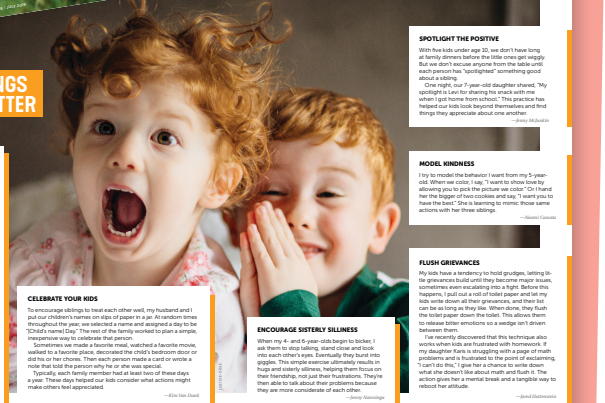 JULY 2019
NGS
TTER
SPOTLIGHT THE POSITIVE
With five kids under age 10, we don't have long
at family dinners before the little ones get wiggly.
But we don't excuse anyone from the table until
each person has "spotlighted" something good
about a sibling.
One night, our 7-year-old daughter shared, "My
spotlight is Levi for sharing his snack with me
when I got home from school." This practice has
helped our kids look beyond themselves and find
things they appreciate about one another.
—Jenny McJunkin
MODEL KINDNESS
I try to model the behavior I want from my 5-year-
old. When we color, I say, "I want to show love by
allowing you to pick the picture we color." Or I hand
her the bigger of two cookies and say, "I want you to
have the best." She is learning to mimic those same
actions with her three siblings.
—Naomi
FLUSH GRIEVANCES
My kids have a tendency to hold grudges, letting lit-
tle grievances build until they become major issues,
sometimes even escalating into a fight. Before this
happens, I pull out a roll of toilet paper and let my
kids write down all their grievances, and their list
can be as long as they like. When done, they flush
the toilet paper down the toilet. This allows them
to release bitter emotions so a wedge isn't driven
between them.
I've recently discovered that this technique also
works when kids are frustrated with homework. If
my daughter Karis is struggling with a page of math
problems and is frustrated to the point of exclaiming,
"I can't do this," I give her a chance to write down
what she doesn't like about math and flush it. The
action gives her a mental break and a tangible way to
reboot her attitude.
—Jared
CELEBRATE YOUR KIDS
To encourage siblings to treat each other well, my husband and I
put our children's names on slips of paper in a jar. At random times
throughout the year, we selected a name and assigned a day to be
"[Child's name] Day." The rest of the family worked to plan a simple,
inexpensive way to celebrate that person.
Sometimes we made a favorite meal, watched a favorite movie,
walked to a favorite place, decorated the child's bedroom door or
did his or her chores. Then each person made a card or wrote a
note that told the person why he or she was special.
Typically, each family member had at least two of these days
a year. These days helped our kids consider what actions might
make others feel appreciated.
—Kim Van Dunk
ENCOURAGE SISTERLY SILLINESS
When my 4- and 6-year-olds begin to bicker, I
ask them to stop talking, stand close and look
into each other's eyes. Eventually they burst into
giggles. This simple exercise ultimately results in
hugs and sisterly silliness, helping them focus on
their friendship, not just their frustrations. They're
then able to talk about their problems because
they are more considerate of each other.
—Jenny Nanninga